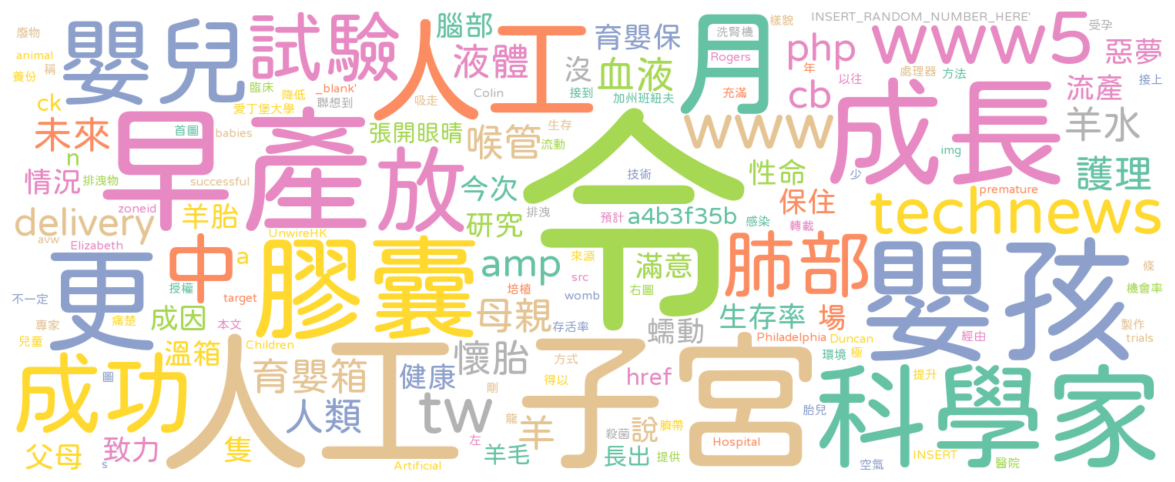 廢物
animal
養份
稱
嬰兒
試驗
臨床
降低
_blank'
聯想到
愛丁堡大學
人工
腦部
液體
吸走
Colin
沒
接到
育嬰保
血液
加州班紐夫
月
洗腎機
Rogers
充滿
樣貌
INSERT_RANDOM_NUMBER_HERE'
php
年
以往
cb
處理器
方法
www5
受孕
惡夢
接上
流產
ck
未來
n
情況
排洩物
首圖
babies
successful
早產
放
張開眼睛
喉管
生存
流動
今次
研究
排洩
令
技術
預計
a4b3f35b
www
性命
保住
感染
轉載
少
成長
img
premature
羊水
護理
delivery
zoneid
羊胎
avw
Elizabeth
UnwireHK
technews
更
中
a
授權
target
膠囊
amp
培植
來源
src
womb
滿意
右圖
肺部
嬰孩
條
機會率
不一定
專家
痛楚
兒童
成因
本文
母親
存活率
蠕動
生存率
場
Philadelphia
Duncan
環境
極
經由
製作
trials
成功
圖
溫箱
Children
人工
育嬰箱
懷胎
健康
人類
tw
方式
得以
剛
龍
子宮
href
胎兒
提升
科學家
父母
s
致力
隻
Artificial
左
羊毛
羊
殺菌
說
臍帶
長出
提供
Hospital
空氣
INSERT
醫院